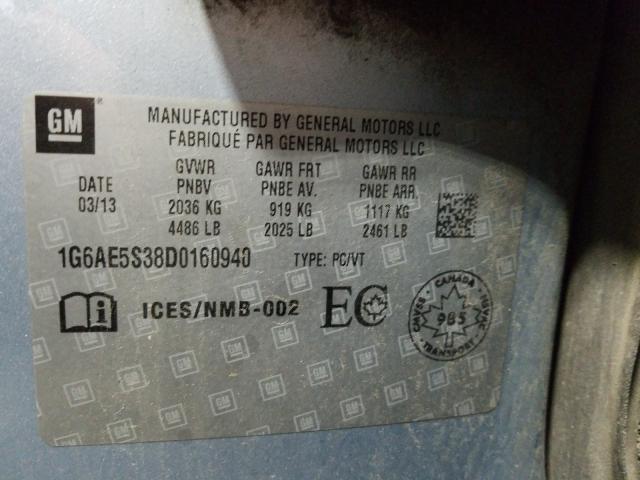 GM
MANUFACTURED BY GENERAL MOTORS LLC
FABRIQUÉ PAR GENERAL MOTORS LLC
DATE
03/13
GVWR
PNBV
2036 KG
4486 LB
GAWR FRT
PNBE AV.
919 KG
2025 LB
GAWR RR
PNBE ARR.
1117 KG
2461 LB
1G6AE5S38D0160940
TYPE: PC/VT
ICES/NMB-002
EC
CANADA
CMVSS
NSVAC
985
TRANSPORT